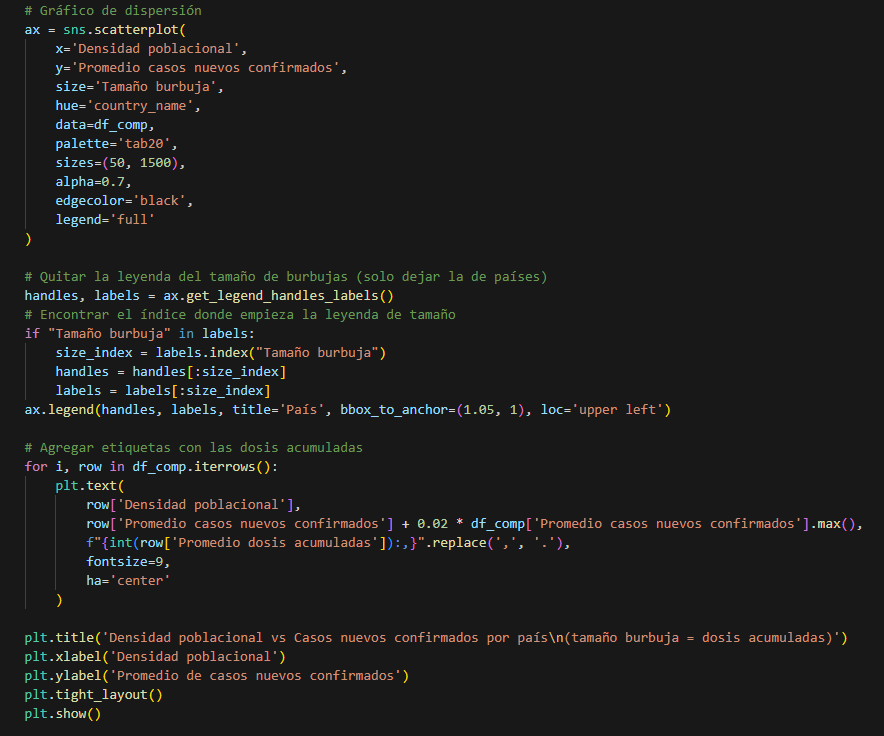 # Gráfico de dispersión
ax = sns.scatterplot(
    x='Densidad poblacional',
    y='Promedio casos nuevos confirmados',
    size='Tamaño burbuja',
    hue='country_name',
    data=df_comp,
    palette='tab20',
    sizes=(50, 1500),
    alpha=0.7,
    edgecolor='black',
    legend='full'
)

# Quitar la leyenda del tamaño de burbujas (solo dejar la de países)
handles, labels = ax.get_legend_handles_labels()
# Encontrar el índice donde empieza la leyenda de tamaño
if "Tamaño burbuja" in labels:
    size_index = labels.index("Tamaño burbuja")
    handles = handles[:size_index]
    labels = labels[:size_index]
ax.legend(handles, labels, title='País', bbox_to_anchor=(1.05, 1), loc='upper left')

# Agregar etiquetas con las dosis acumuladas
for i, row in df_comp.iterrows():
    plt.text(
        row['Densidad poblacional'],
        row['Promedio casos nuevos confirmados'] + 0.02 * df_comp['Promedio casos nuevos confirmados'].max(),
        f"{int(row['Promedio dosis acumuladas']):,}".replace(',', '.'),
        fontsize=9,
        ha='center'
    )

plt.title('Densidad poblacional vs Casos nuevos confirmados por país\n(tamaño burbuja = dosis acumuladas)')
plt.xlabel('Densidad poblacional')
plt.ylabel('Promedio de casos nuevos confirmados')
plt.tight_layout()
plt.show()